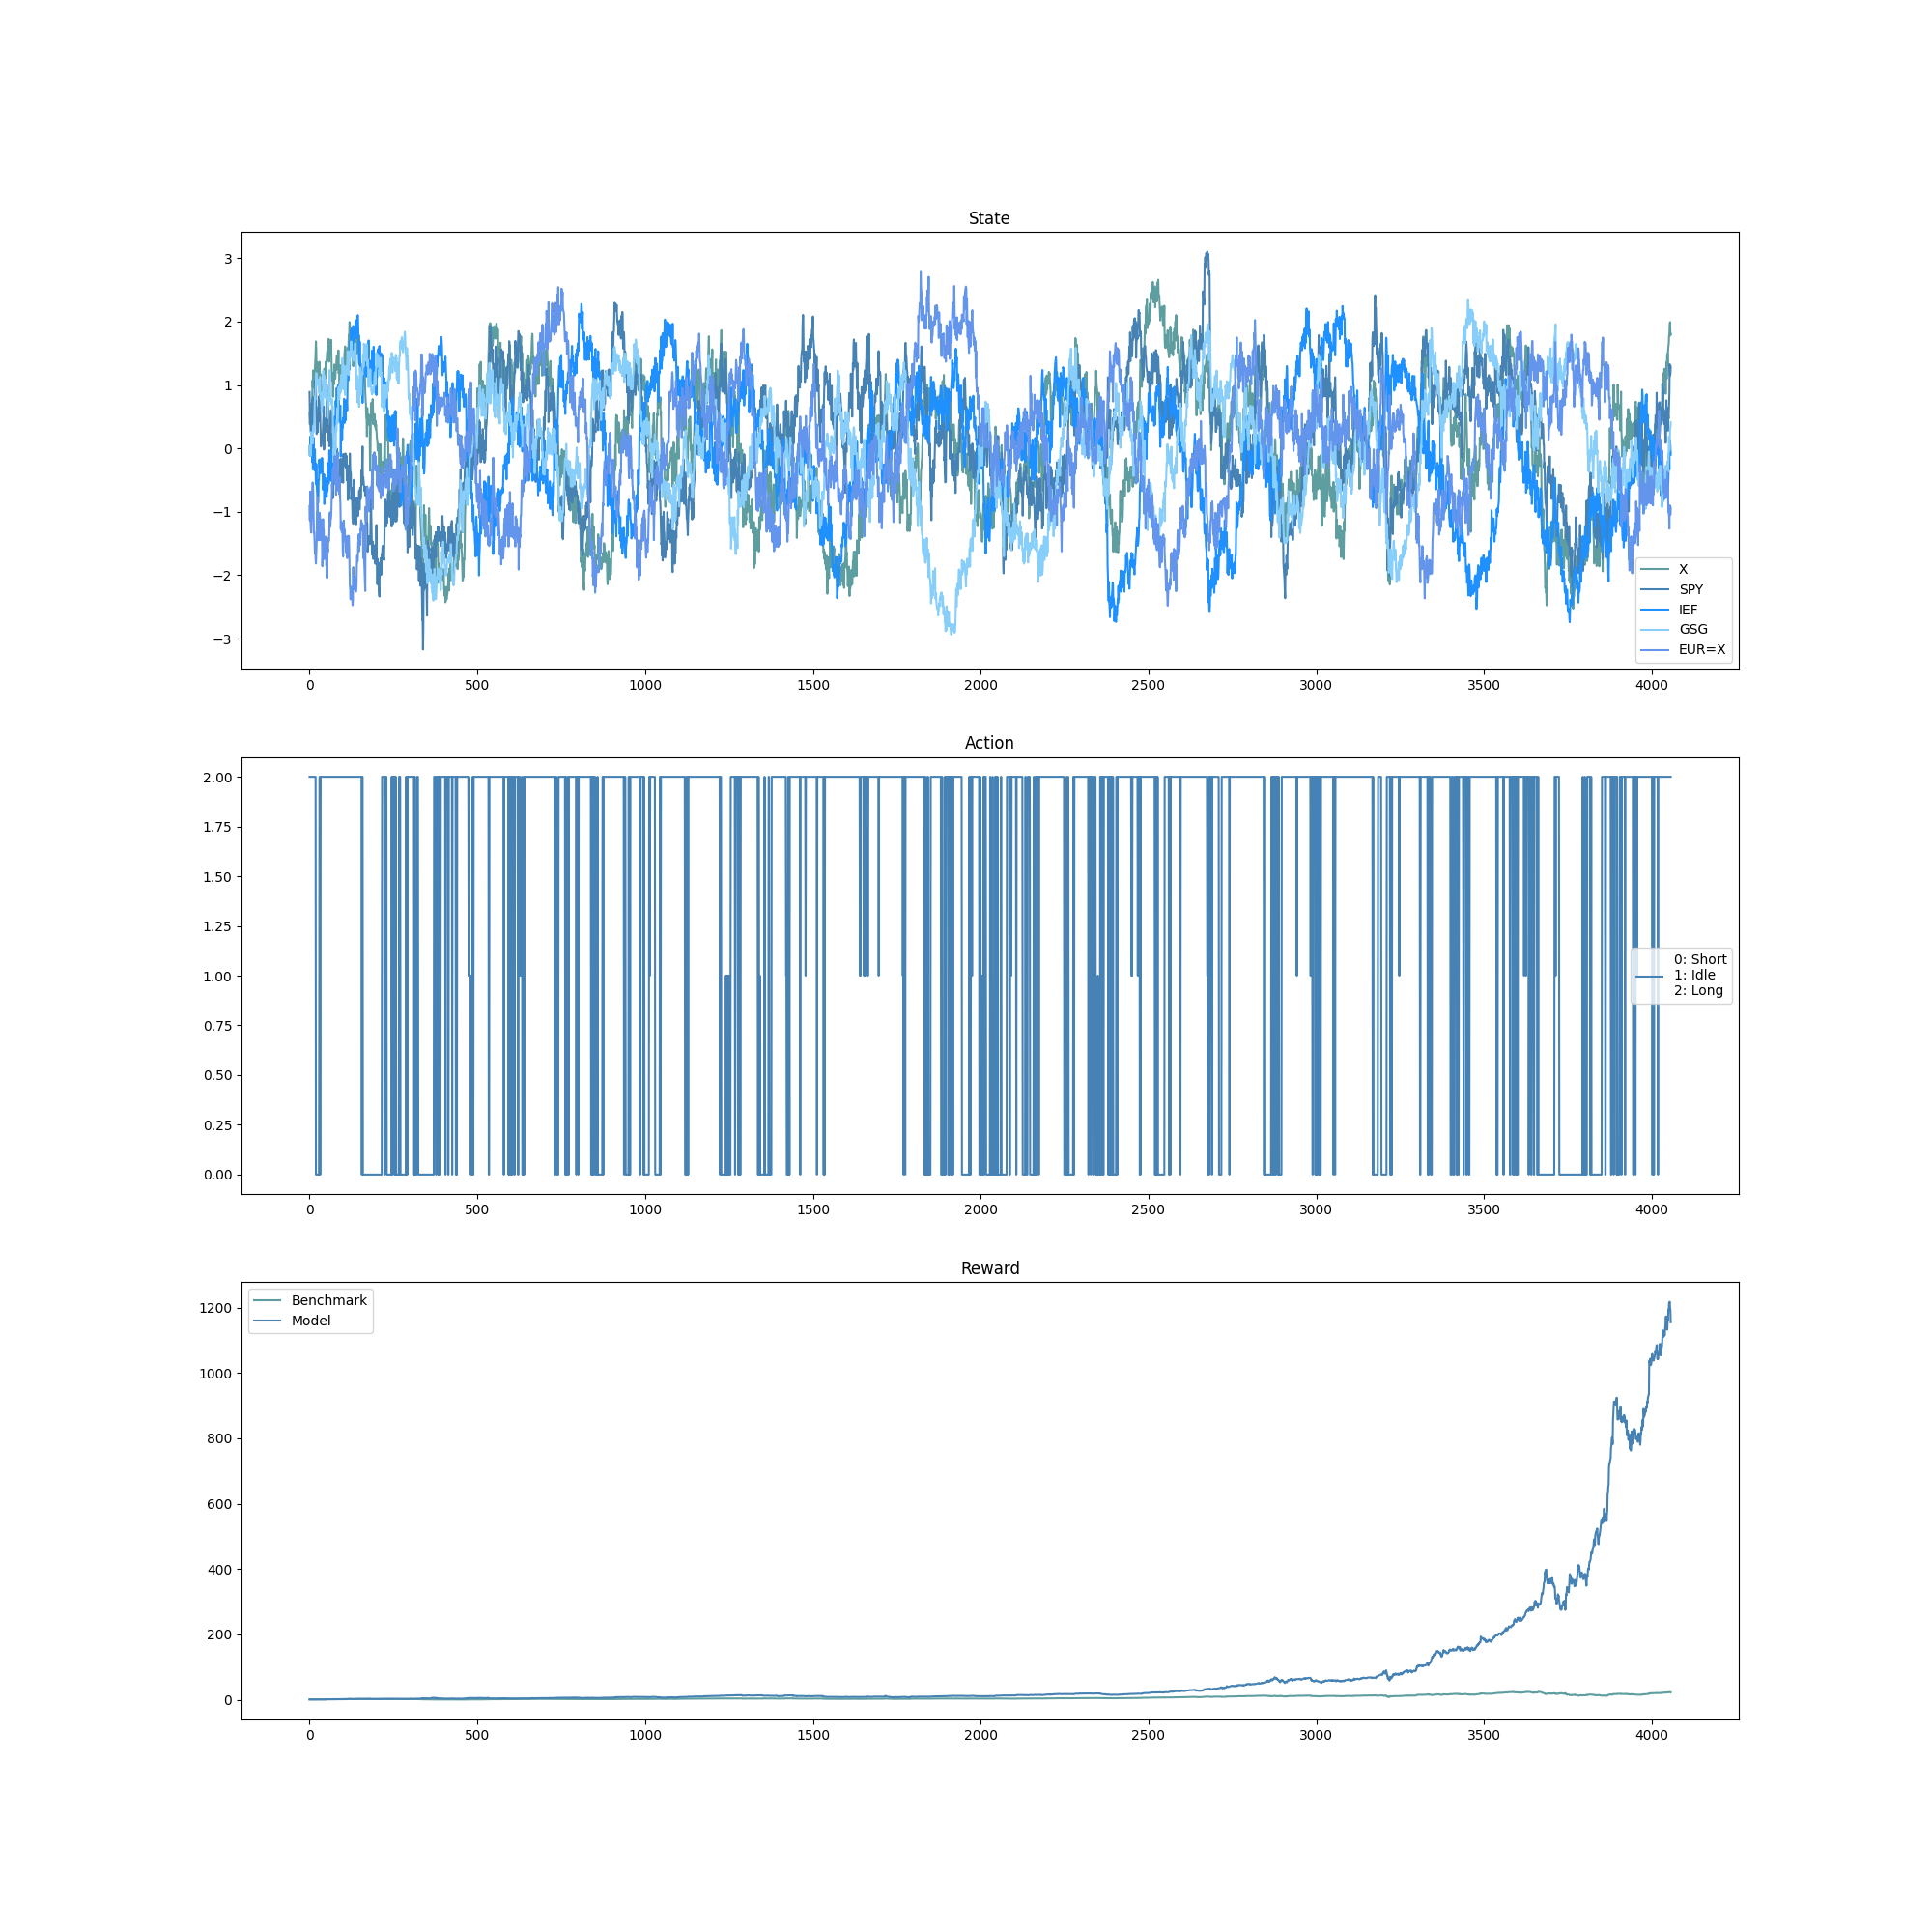 State
3
2
1
0
−1
−2
−3
X
SPY
IEF
GSG
EUR=X
0 500 1000 1500 2000 2500 3000 3500 4000
Action
2.00
1.75
1.50
1.25
1.00
0.75
0.50
0.25
0.00
0: Short
1: Idle
2: Long
0 500 1000 1500 2000 2500 3000 3500 4000
Reward
Benchmark
Model
1200
1000
800
600
400
200
0
0 500 1000 1500 2000 2500 3000 3500 4000